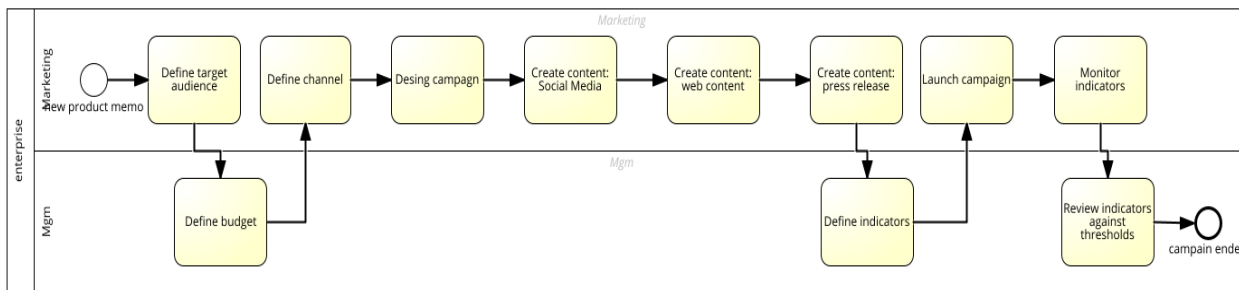 Marketing
enterprise
Marketing
new product memo
Define target
audience
Define channel
Desing campagn
Create content:
Social Media
Create content:
web content
Create content:
press release
Launch campaign
Monitor
indicators
Mgm
Mgm
Define budget
Define indicators
Review indicators
against
thresholds
campain ende